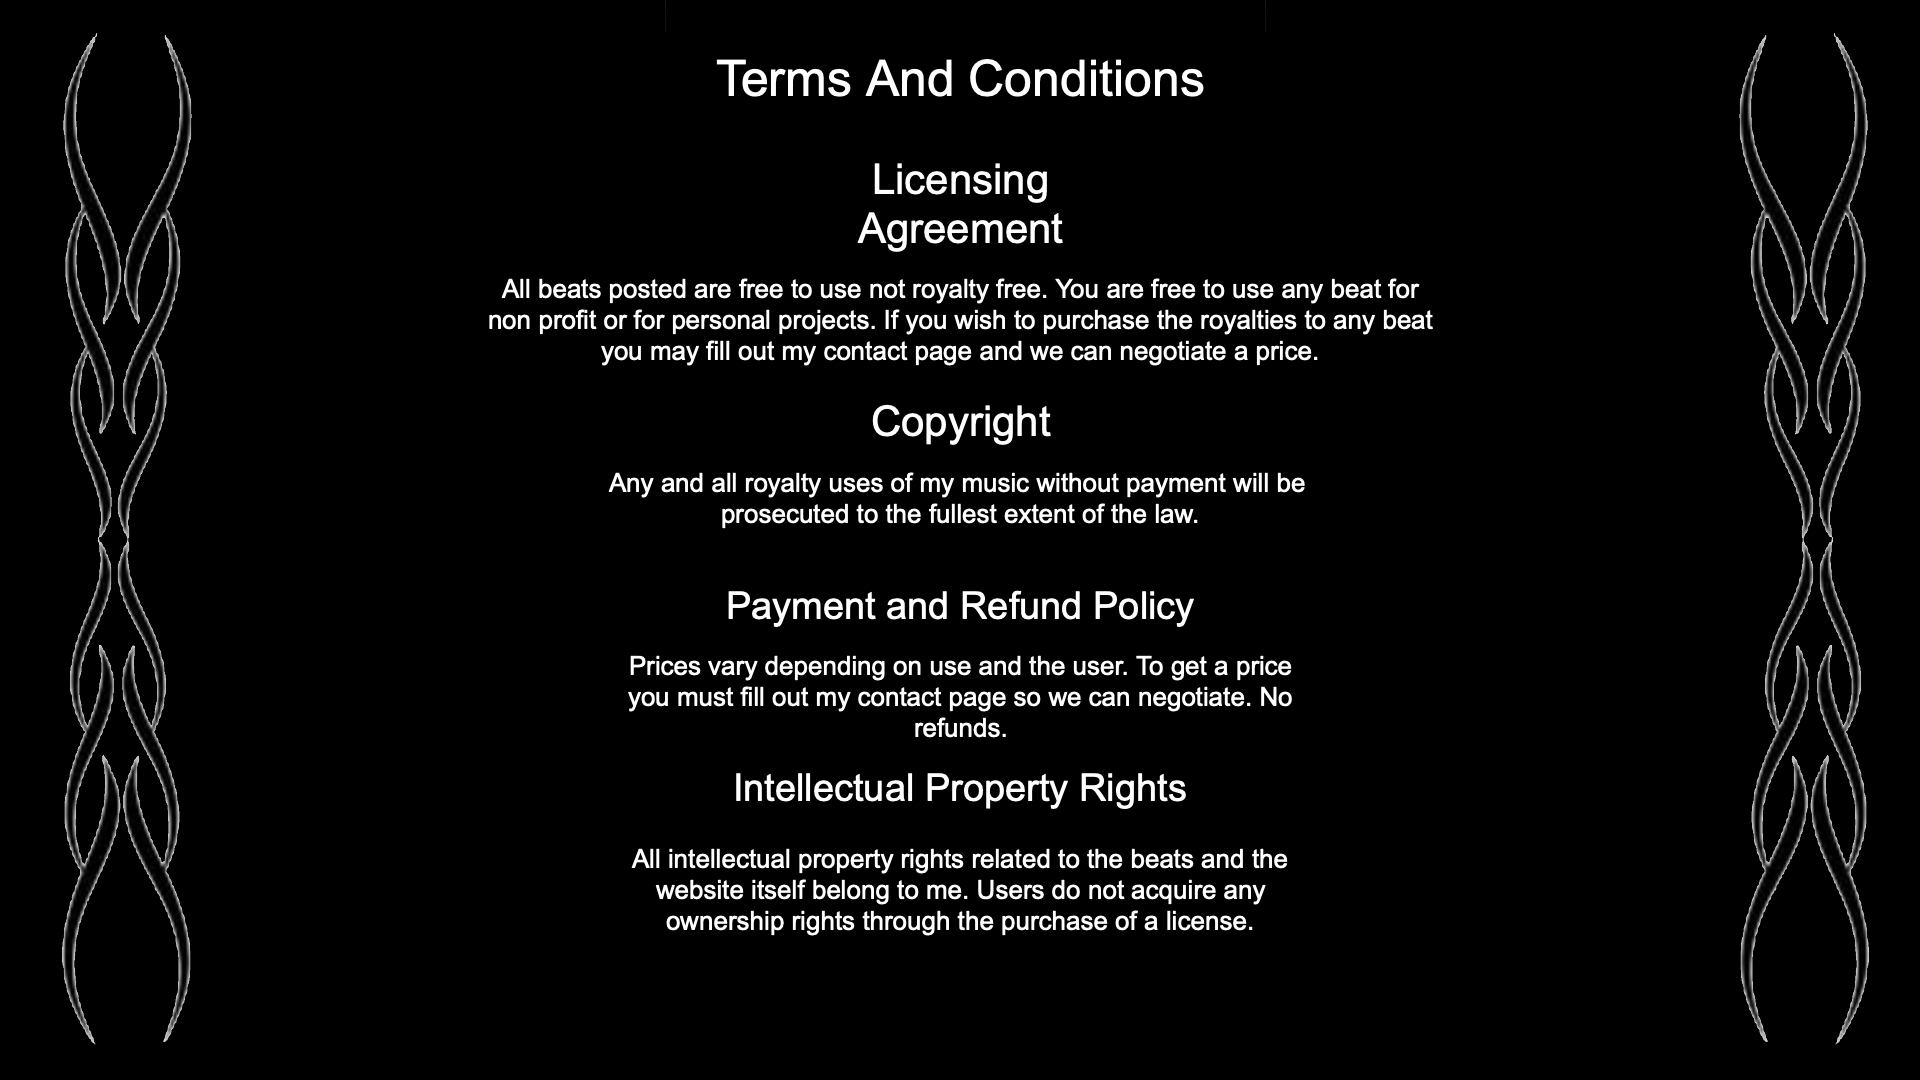 Terms And Conditions
Licensing
Agreement
All beats posted are free to use not royalty free. You are free to use any beat for
non profit or for personal projects. If you wish to purchase the royalties to any beat
you may fill out my contact page and we can negotiate a price.
Copyright
Any and all royalty uses of my music without payment will be
prosecuted to the fullest extent of the law.
Payment and Refund Policy
Prices vary depending on use and the user. To get a price
you must fill out my contact page so we can negotiate. No
refunds.
Intellectual Property Rights
All intellectual property rights related to the beats and the
website itself belong to me. Users do not acquire any
ownership rights through the purchase of a license.